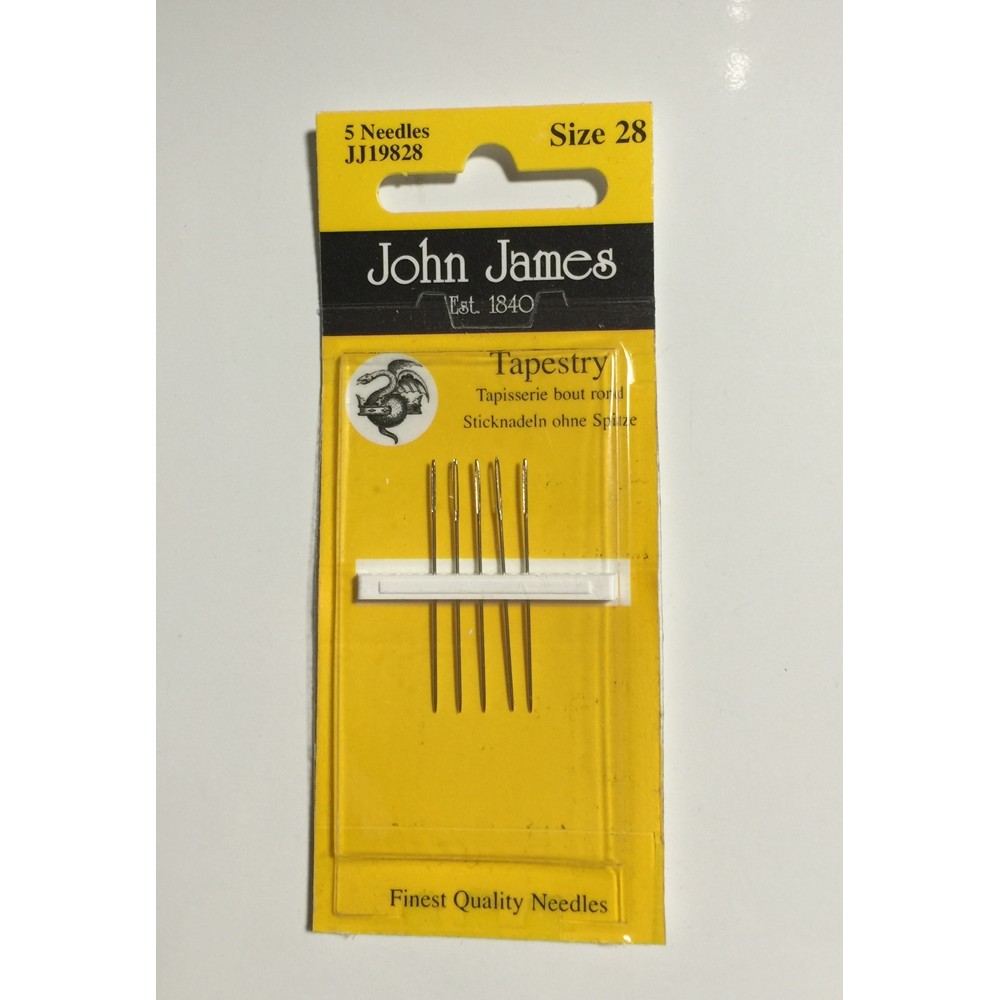 5 Needles
JJ19828
Size 28
John James
Est. 1840
Tapestry
Tapisserie bout rond
Sticknadeln ohne Spitze
Finest Quality Needles